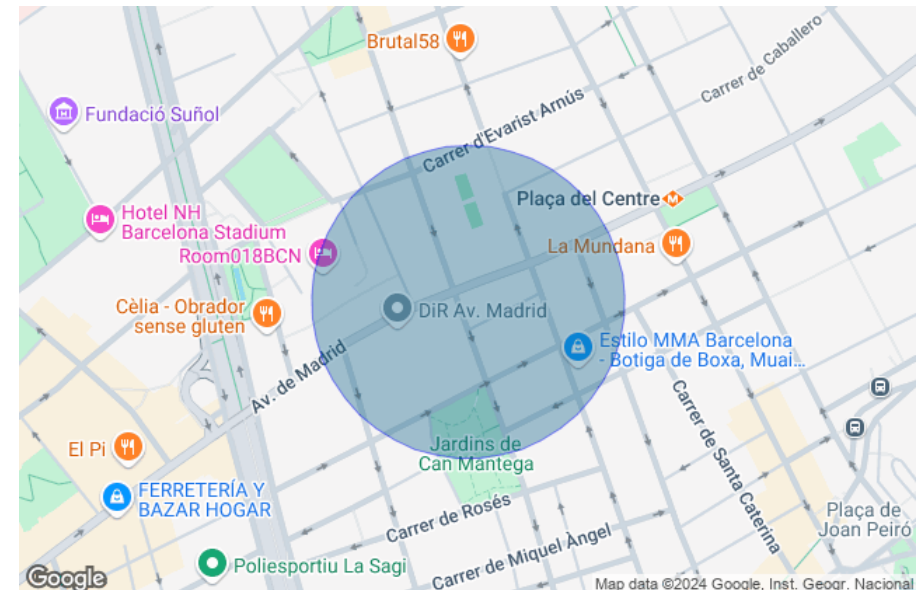 Brutal58
Carrer de Caballero
Fundació Suñol
Carrer d'Evarist Arnús
Plaça del Centre
M
Hotel NH
Barcelona Stadium
Room018BCN
La Mundana
Cèlia - Obrador
sense gluten
DiR Av. Madrid
Estilo MMA Barcelona
- Botiga de Boxa, Muai...
Av. de Madrid
El Pi
Jardins de
Can Mantega
Carrer de Santa Caterina
FERRETERÍA Y
BAZAR HOGAR
Carrer de Rosés
Plaça de
Joan Peiró
Poliesportiu La Sagi
Carrer de Miquel Àngel
Google
Map data ©2024 Google, Inst. Geogr. Nacional